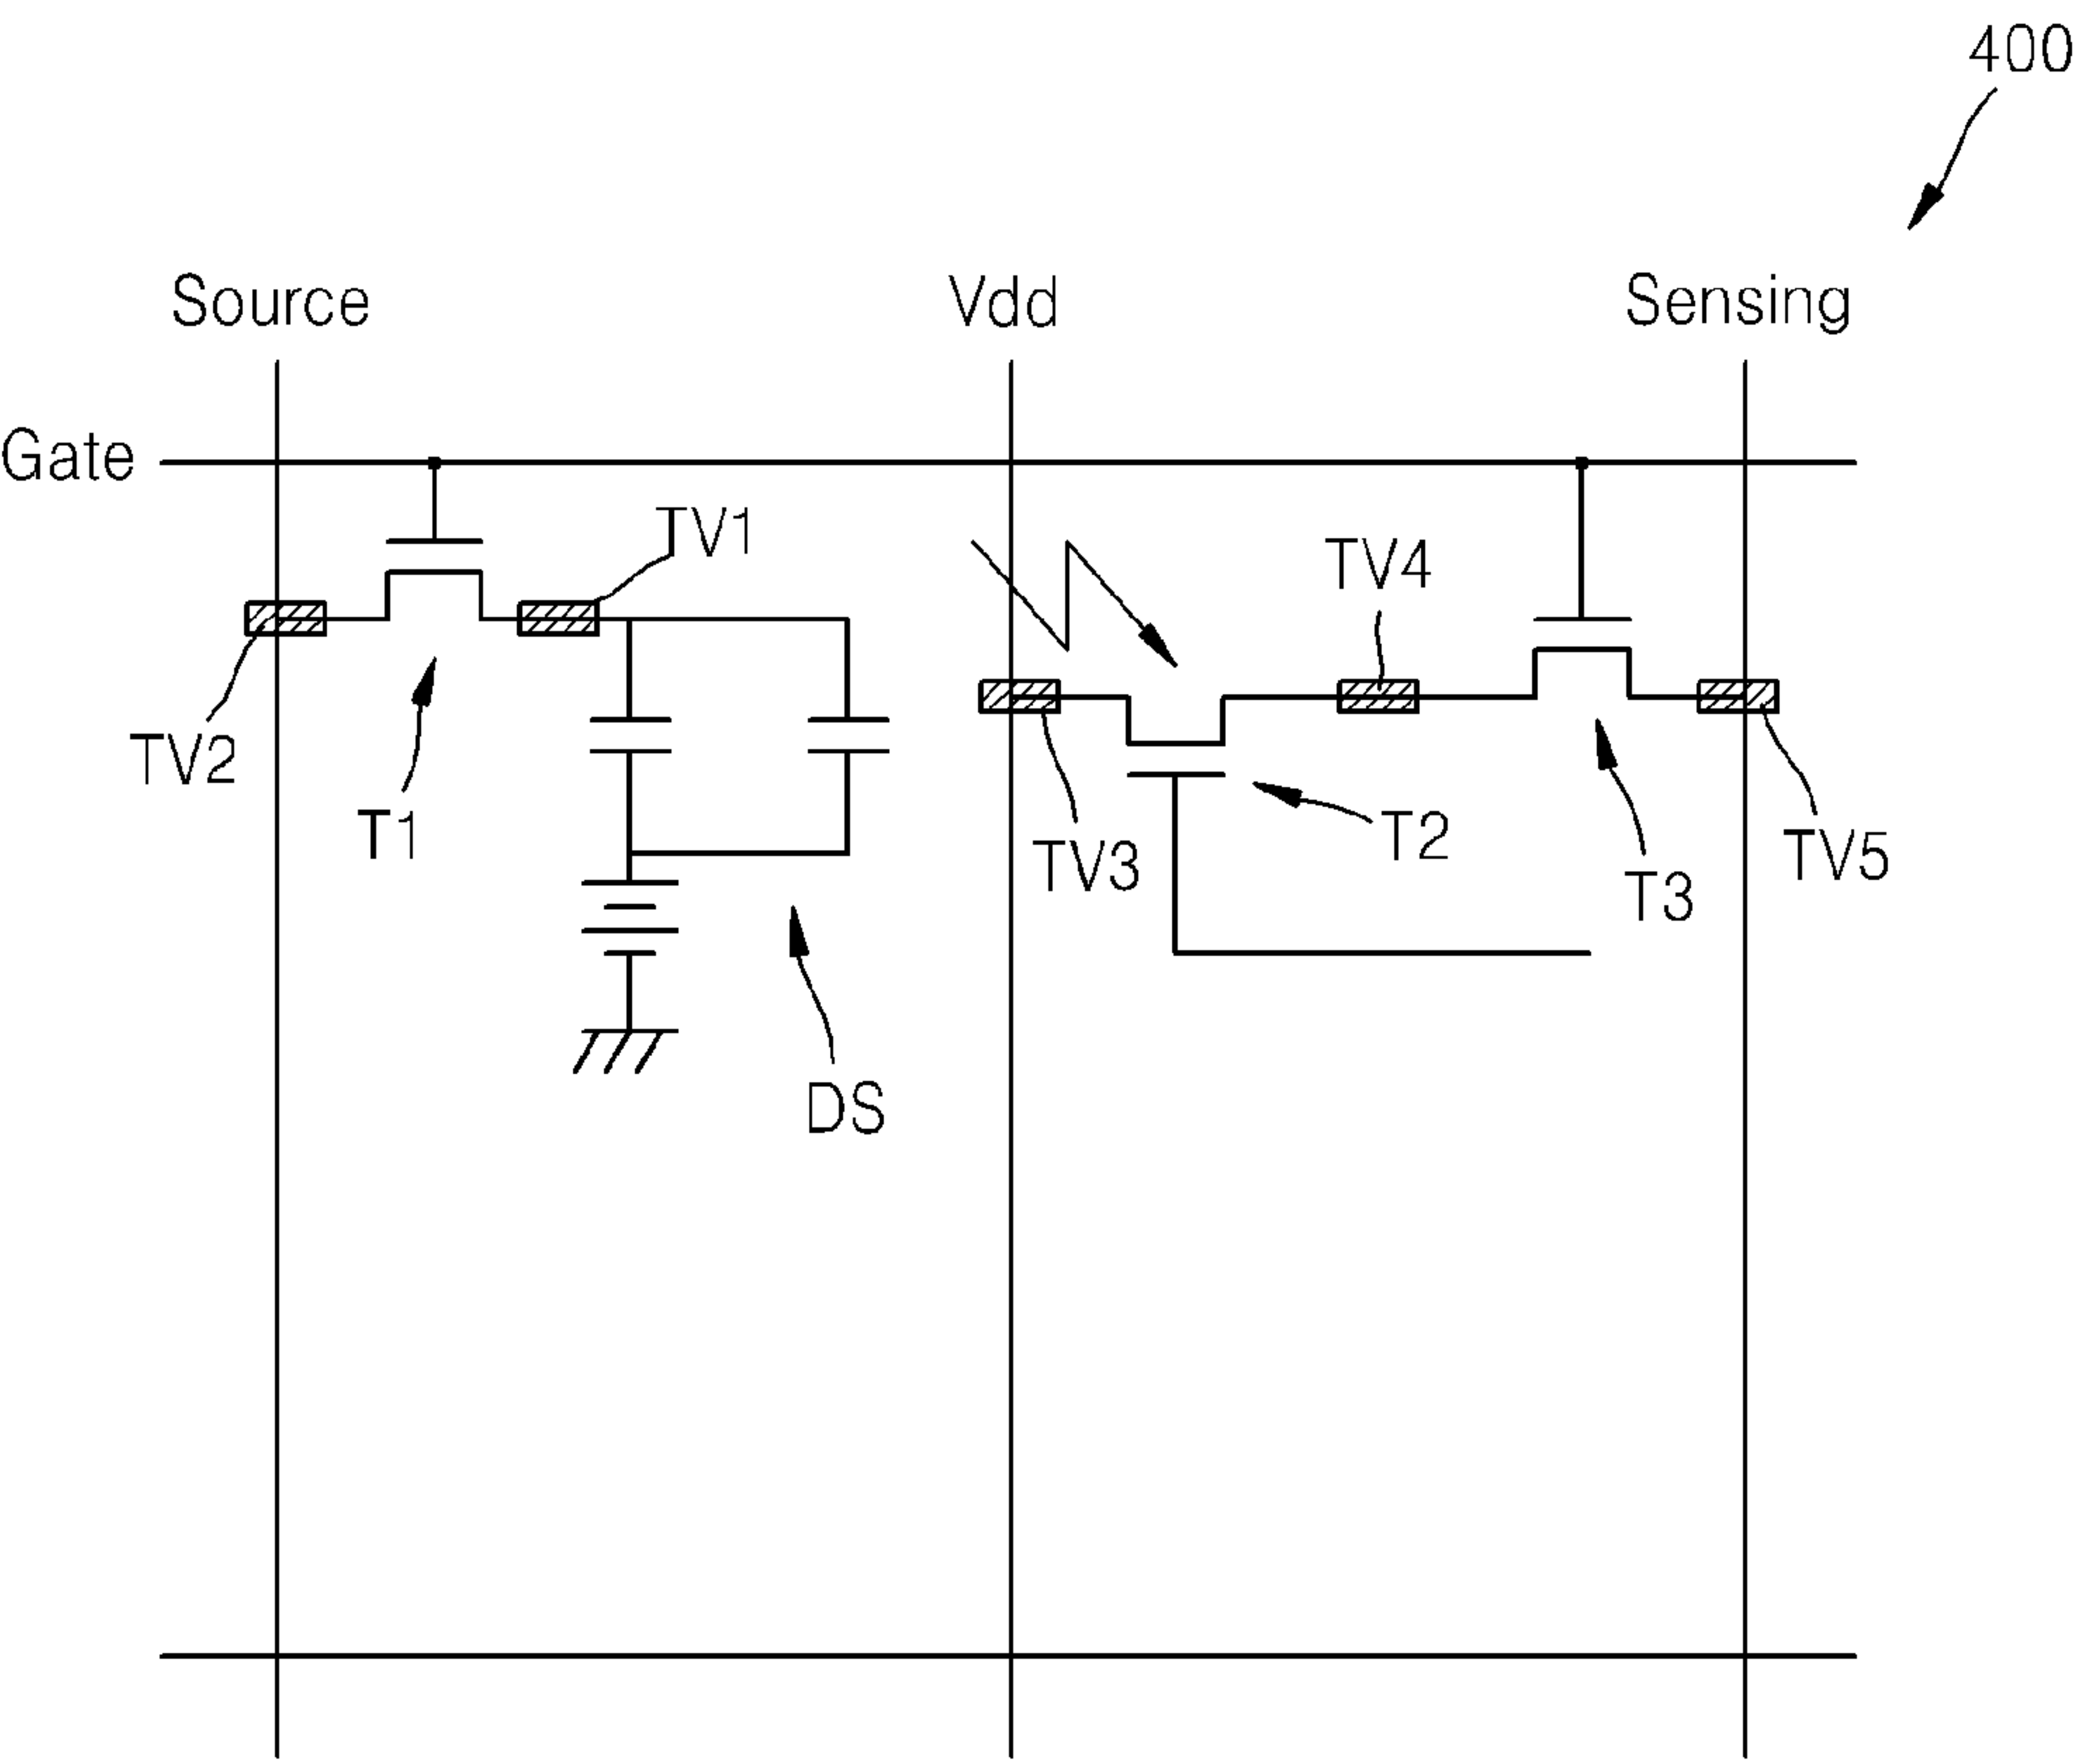 400
Source
Vdd
Sensing
Gate
TV1
TV4
TV2
T1
T2
TV3
TV5
T3
DS